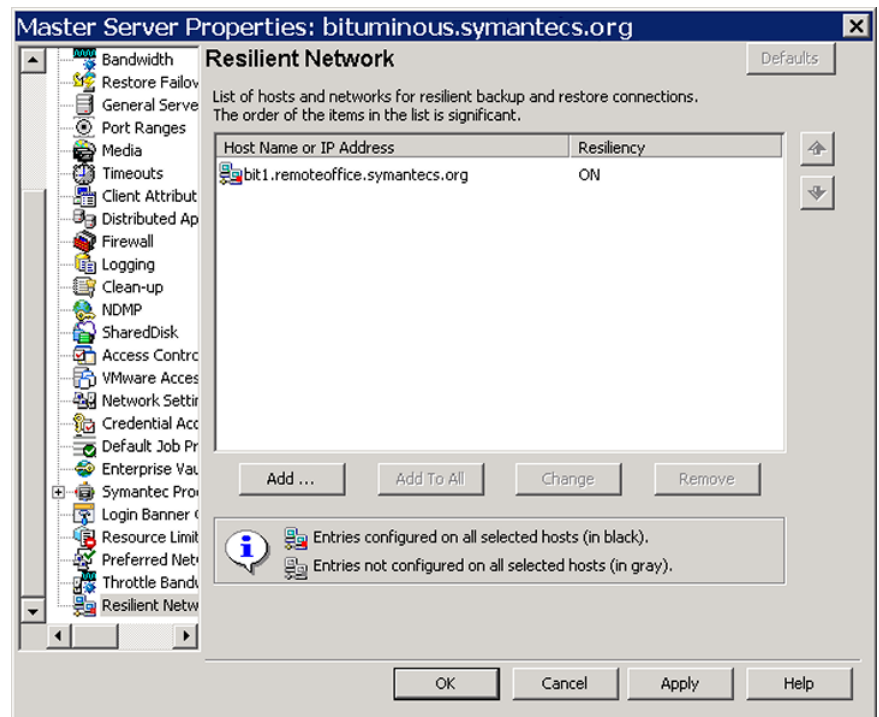 Master Server Properties: bituminous.symantecs.org
Bandwidth
Restore Failov
General Serve
Port Ranges
Media
Timeouts
Client Attribut
Distributed Ap
Firewall
Logging
Clean-up
NDMP
SharedDisk
Access Contrc
VMware Acces
Network Settir
Credential Acc
Default Job Pr
Enterprise Vau
Symantec Pro
Login Banner
Resource Limit
Preferred Net
Throttle Bandv
Resilient Netw
Resilient Network
Defaults
List of hosts and networks for resilient backup and restore connections.
The order of the items in the list is significant.
Host Name or IP Address Resiliency
bit1.remoteoffice.symantecs.org ON
Add ... Add To All Change Remove
Entries configured on all selected hosts (in black).
Entries not configured on all selected hosts (in gray).
OK Cancel Apply Help